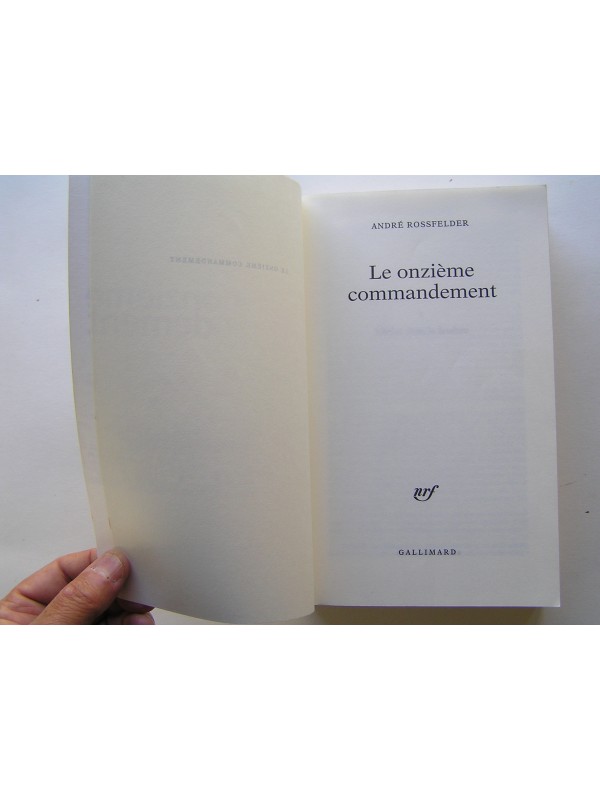 ANDRÉ ROSSFELDER
Le onzième
commandement
nrf
GALLIMARD